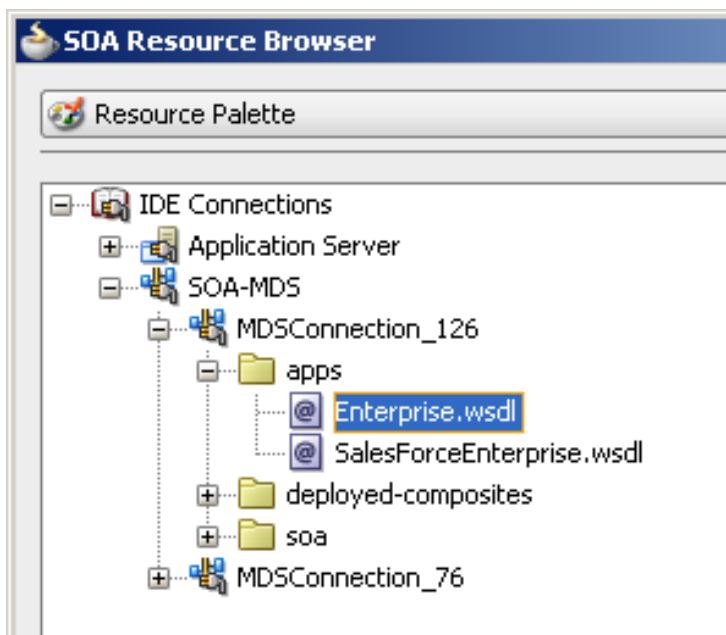 SOA Resource Browser
Resource Palette
IDE Connections
Application Server
SOA-MDS
MDSConnection_126
apps
Enterprise.wsdl
SalesForceEnterprise.wsdl
deployed-composites
soa
MDSConnection_76